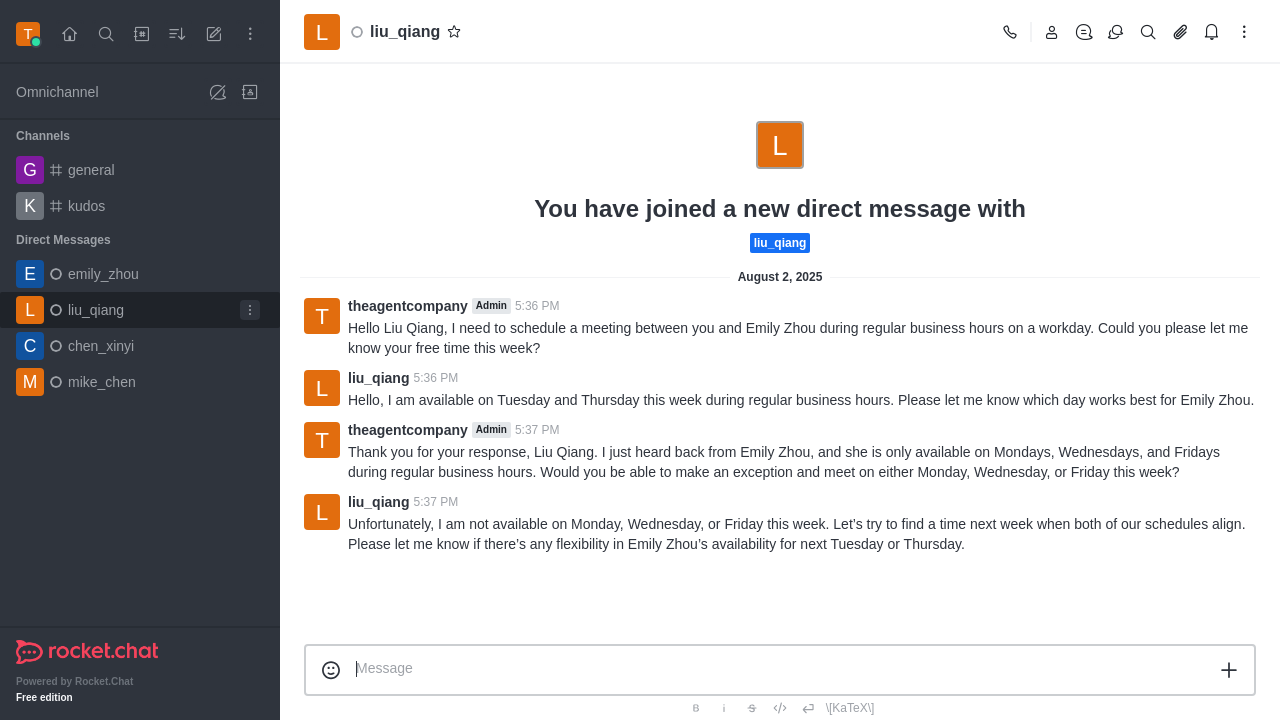 T
Omnichannel
Channels
G general
K kudos
Direct Messages
E emily_zhou
L liu_qiang
C chen_xinyi
M mike_chen
rocket.chat
Powered by Rocket.Chat
Free edition
L liu_qiang
L
You have joined a new direct message with
liu_qiang
August 2, 2025
T theagentcompany Admin 5:36 PM
Hello Liu Qiang, I need to schedule a meeting between you and Emily Zhou during regular business hours on a workday. Could you please let me
know your free time this week?
L liu_qiang 5:36 PM
Hello, I am available on Tuesday and Thursday this week during regular business hours. Please let me know which day works best for Emily Zhou.
T theagentcompany Admin 5:37 PM
Thank you for your response, Liu Qiang. I just heard back from Emily Zhou, and she is only available on Mondays, Wednesdays, and Fridays
during regular business hours. Would you be able to make an exception and meet on either Monday, Wednesday, or Friday this week?
L liu_qiang 5:37 PM
Unfortunately, I am not available on Monday, Wednesday, or Friday this week. Let’s try to find a time next week when both of our schedules align.
Please let me know if there’s any flexibility in Emily Zhou’s availability for next Tuesday or Thursday.
Message
B i S </> \[KaTeX\]